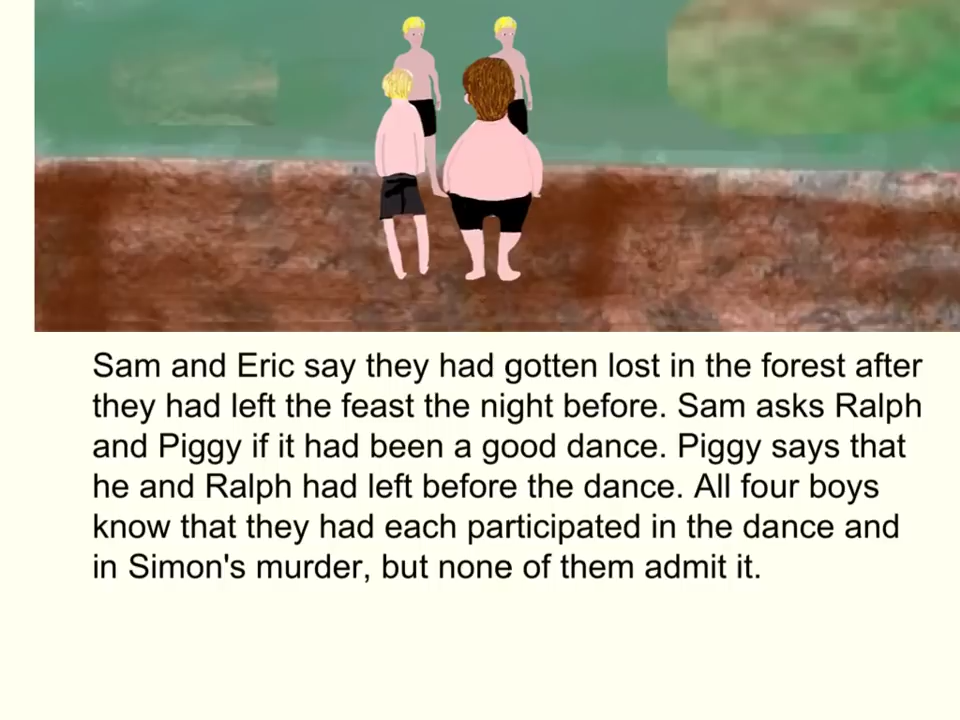 Sam and Eric say they had gotten lost in the forest after
they had left the feast the night before. Sam asks Ralph
and Piggy if it had been a good dance. Piggy says that
he and Ralph had left before the dance. All four boys
know that they had each participated in the dance and
in Simon's murder, but none of them admit it.